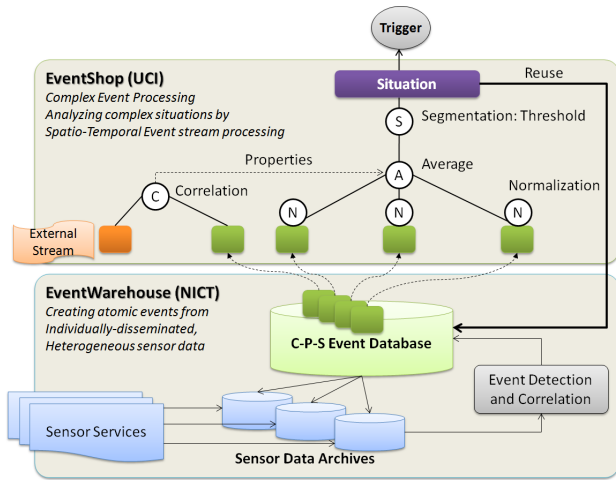 Trigger
EventShop (UCI)
Complex Event Processing
Analyzing complex situations by
Spatio-Temporal Event stream processing
Situation
Reuse
S
Segmentation: Threshold
Properties
Average
A
C
Correlation
Normalization
N
N
N
External
Stream
EventWarehouse (NICT)
Creating atomic events from
Individually-disseminated,
Heterogeneous sensor data
C-P-S Event Database
Event Detection
and Correlation
Sensor Services
Sensor Data Archives